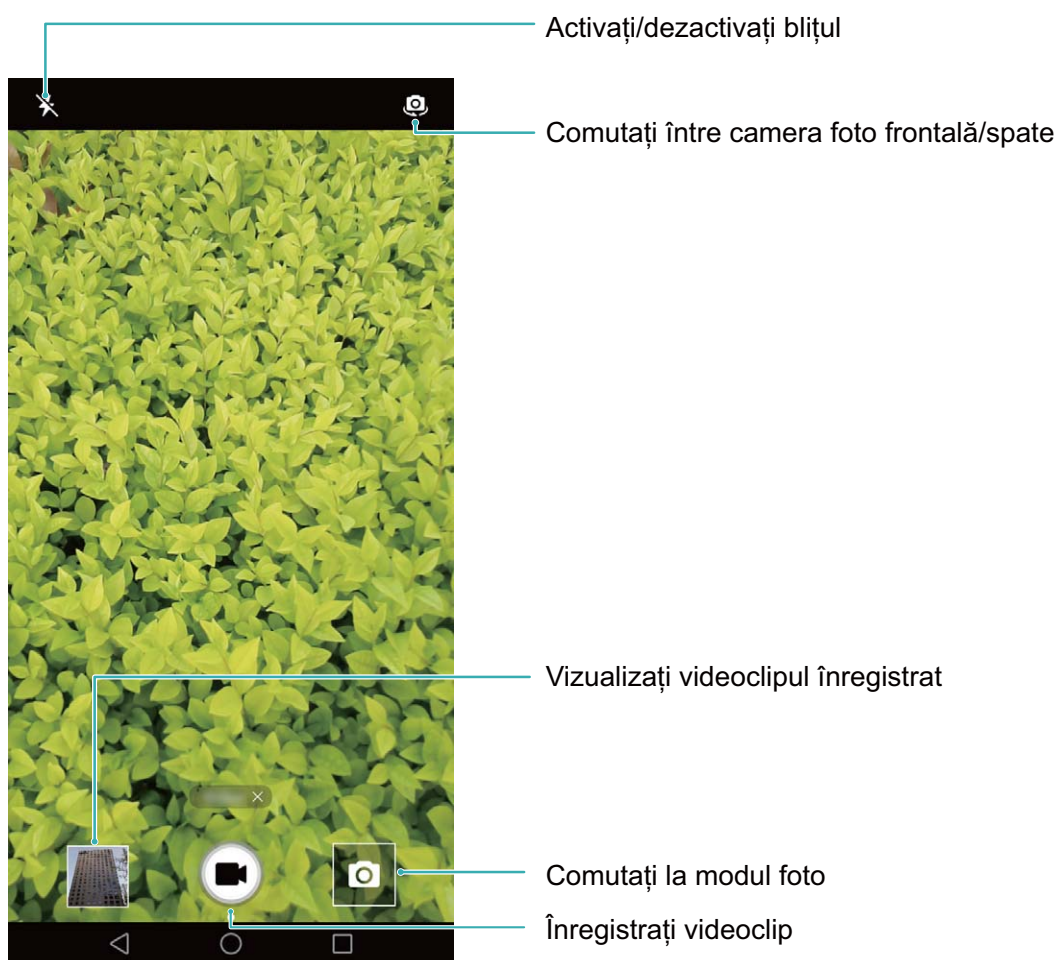 Activați/dezactivați blițul
Comutați între camera foto frontală/spate
Vizualizați videoclipul înregistrat
Comutați la modul foto
Înregistrați videoclip